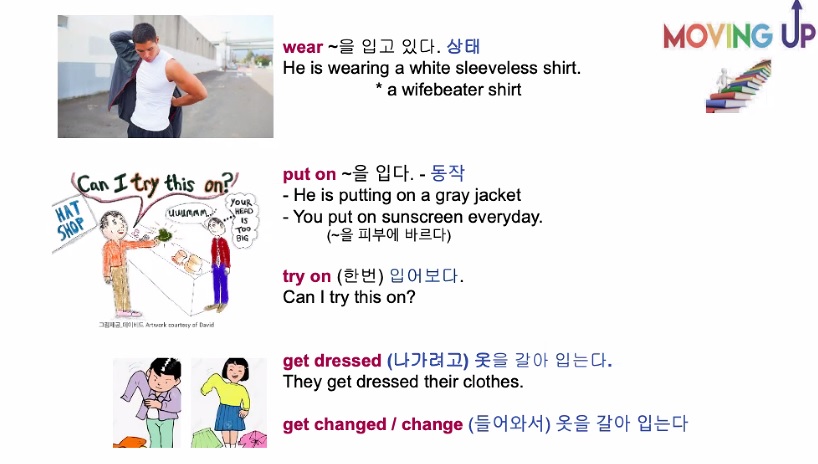 MOVING UP
wear ~을 입고 있다. 상태
He is wearing a white sleeveless shirt.
* a wifebeater shirt
put on ~을 입다. - 동작
- He is putting on a gray jacket
- You put on sunscreen everyday.
(~을 피부에 바르다)
try on (한번) 입어보다.
Can I try this on?
Can I try this on?
HAT
SHOP
UUUMMM..
YOUR
HEAD
IS
TOO
BIG
그림제공_데이비드 Artwork courtesy of David
get dressed (나가려고) 옷을 갈아 입는다.
They get dressed their clothes.
get changed / change (들어와서) 옷을 갈아 입는다